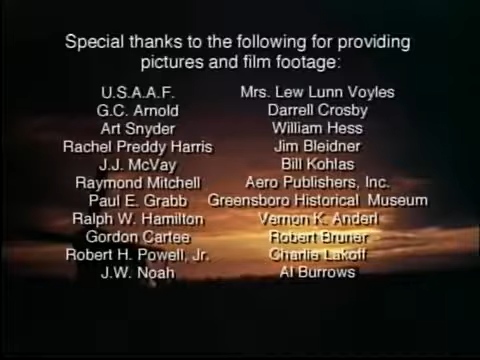 Special thanks to the following for providing
pictures and film footage:
U.S.A.A.F.
G.C. Arnold
Art Snyder
Rachel Preddy Harris
J.J. McVay
Raymond Mitchell
Paul E. Grabb
Ralph W. Hamilton
Gordon Cartee
Robert H. Powell, Jr.
J.W. Noah
Mrs. Lew Lunn Voyles
Darrell Crosby
William Hess
Jim Bleidner
Bill Kohlas
Aero Publishers, Inc.
Greensboro Historical Museum
Vernon K. Anderl
Robert Bruner
Charlie Lakoff
Al Burrows